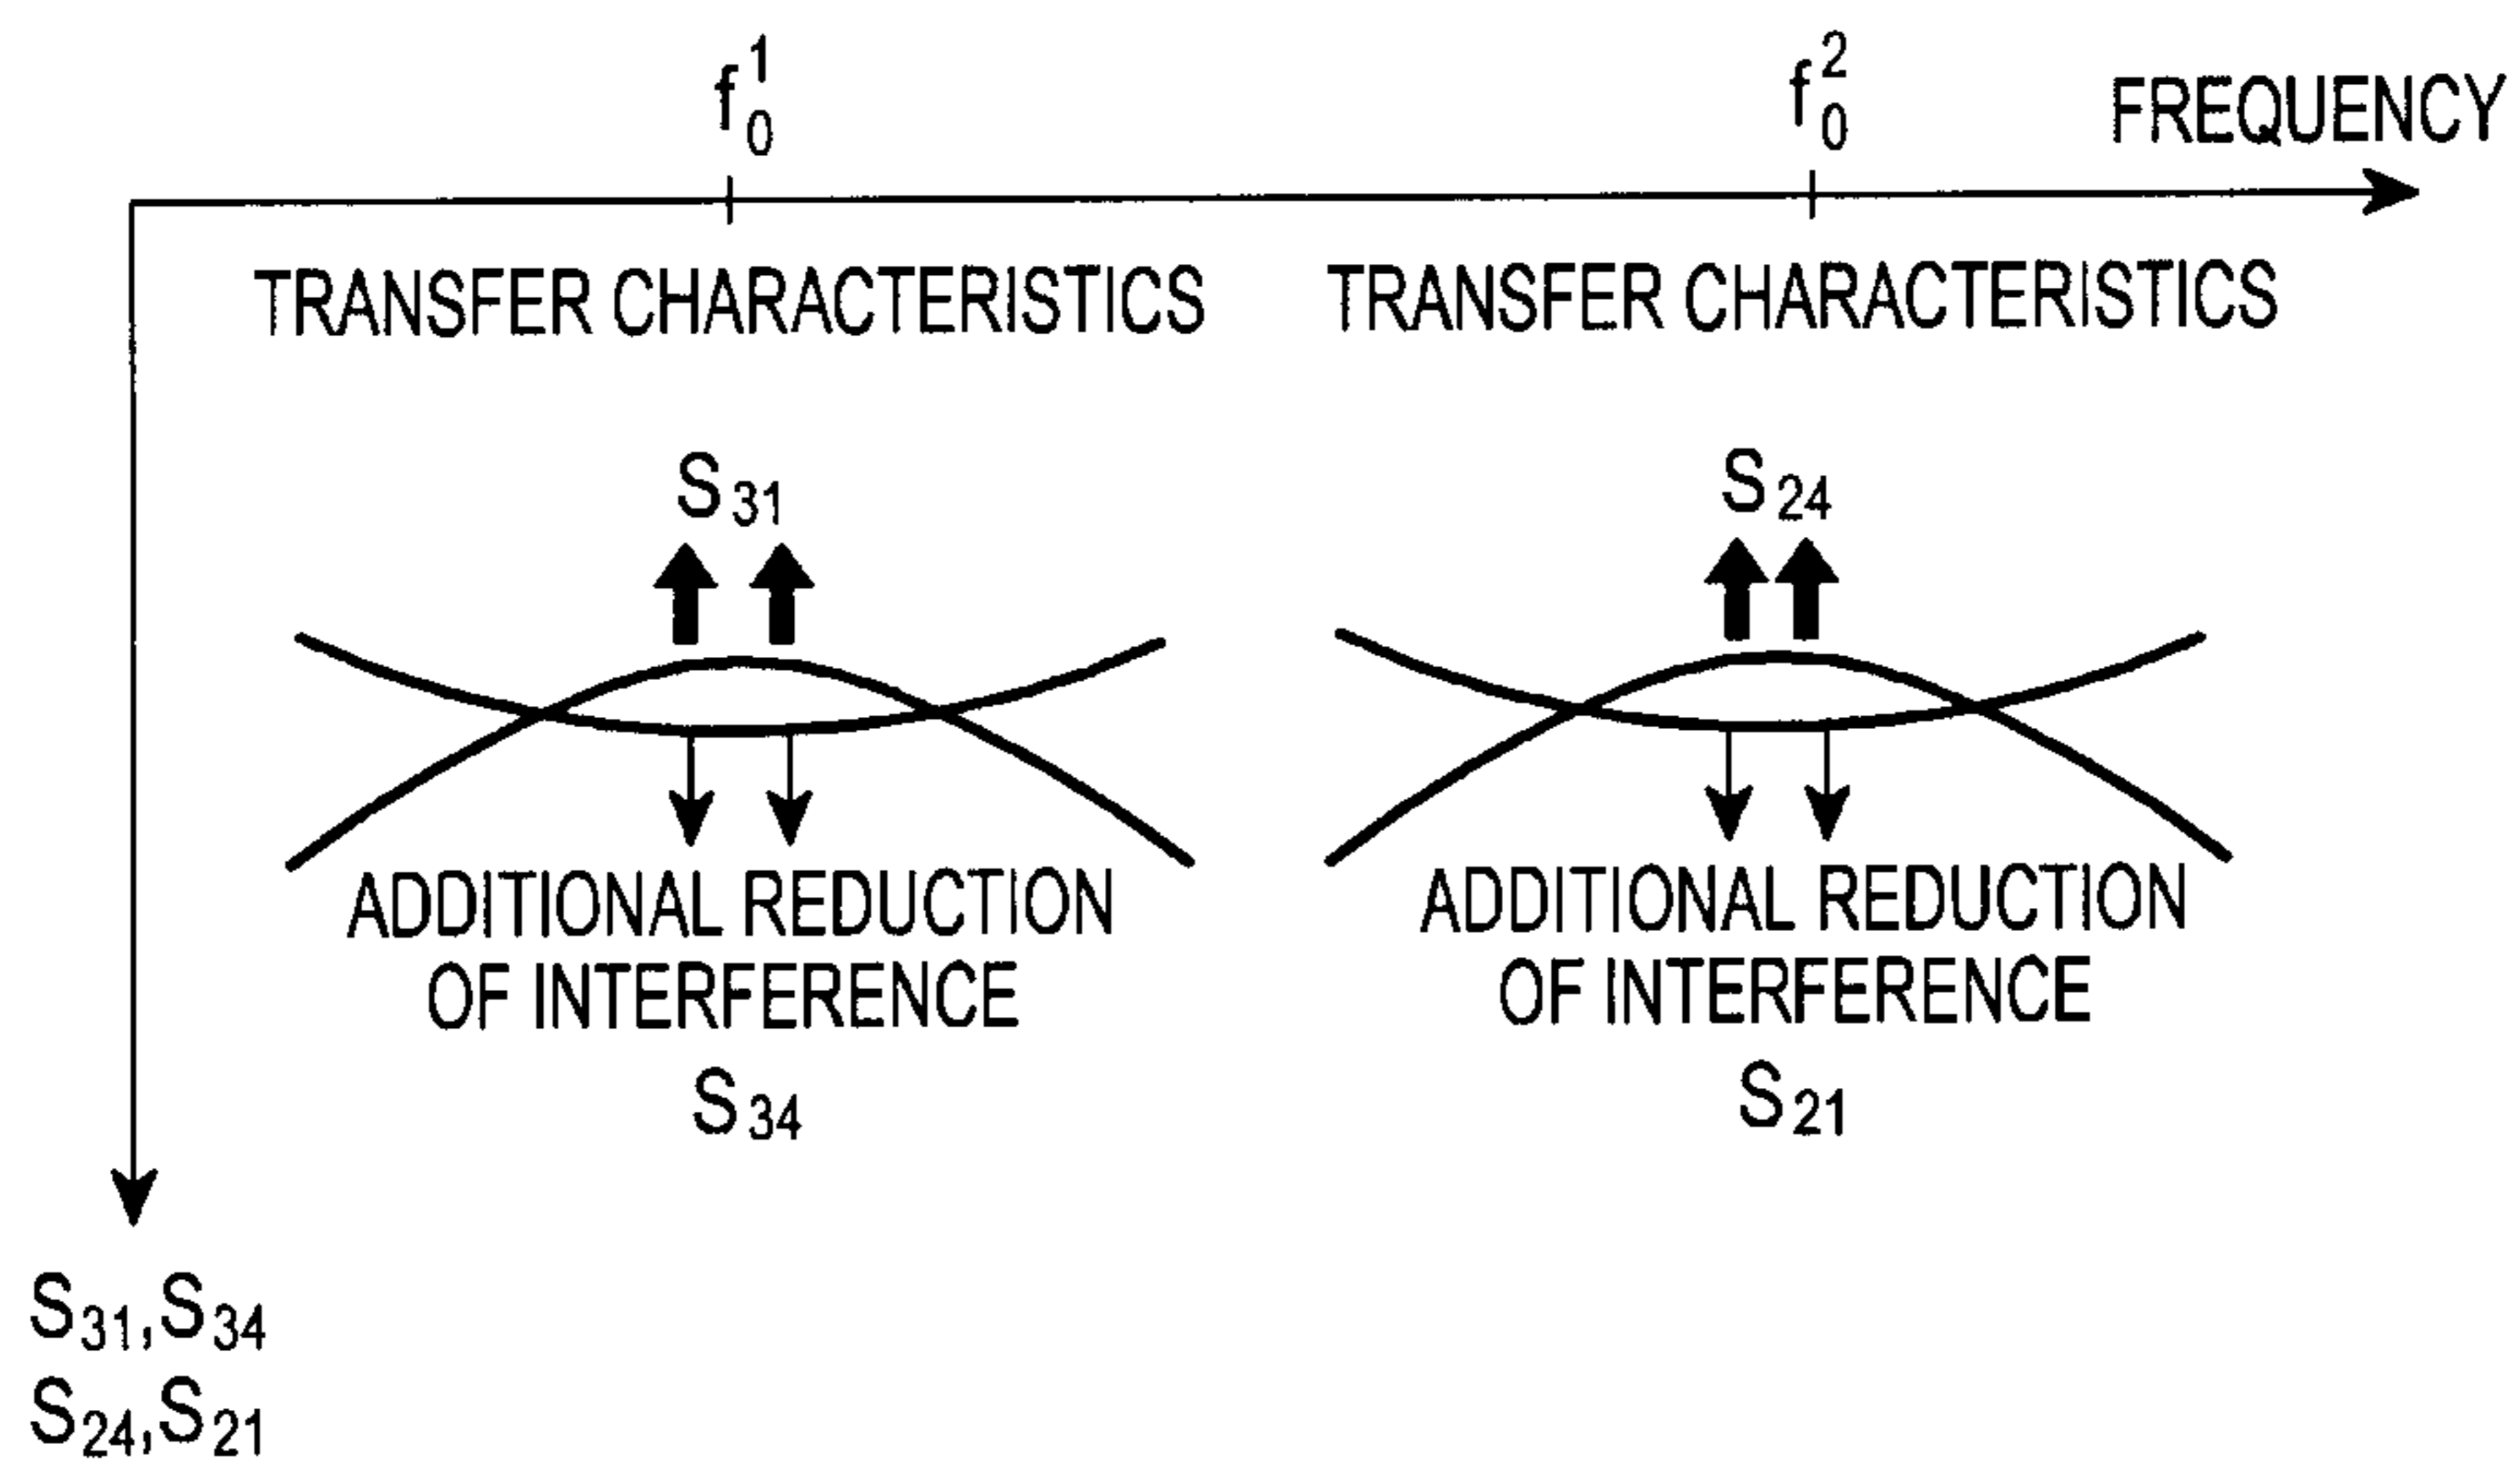 f₀¹ f₀² FREQUENCY
TRANSFER CHARACTERISTICS TRANSFER CHARACTERISTICS
S₃₁ S₂₄
ADDITIONAL REDUCTION ADDITIONAL REDUCTION
OF INTERFERENCE OF INTERFERENCE
S₃₄ S₂₁
S₃₁,S₃₄
S₂₄,S₂₁